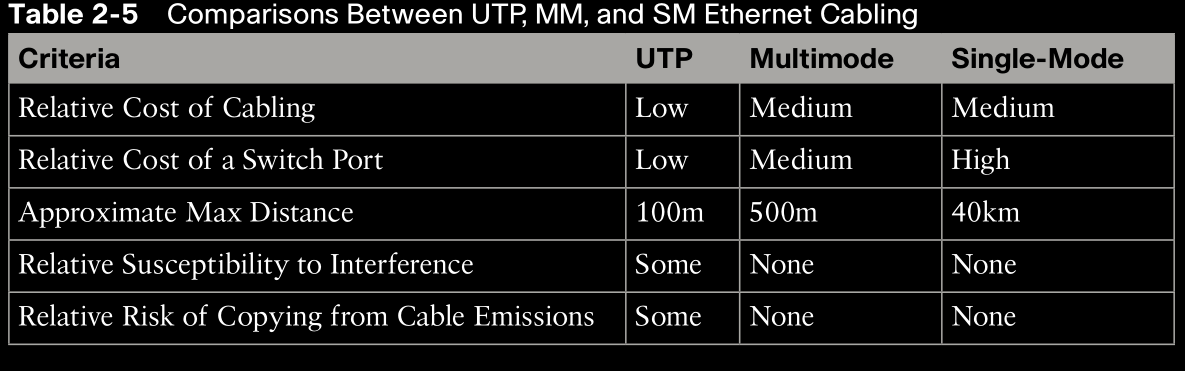 Table 2-5 Comparisons Between UTP, MM, and SM Ethernet Cabling
Criteria UTP Multimode Single-Mode
Relative Cost of Cabling Low Medium Medium
Relative Cost of a Switch Port Low Medium High
Approximate Max Distance 100m 500m 40km
Relative Susceptibility to Interference Some None None
Relative Risk of Copying from Cable Emissions Some None None